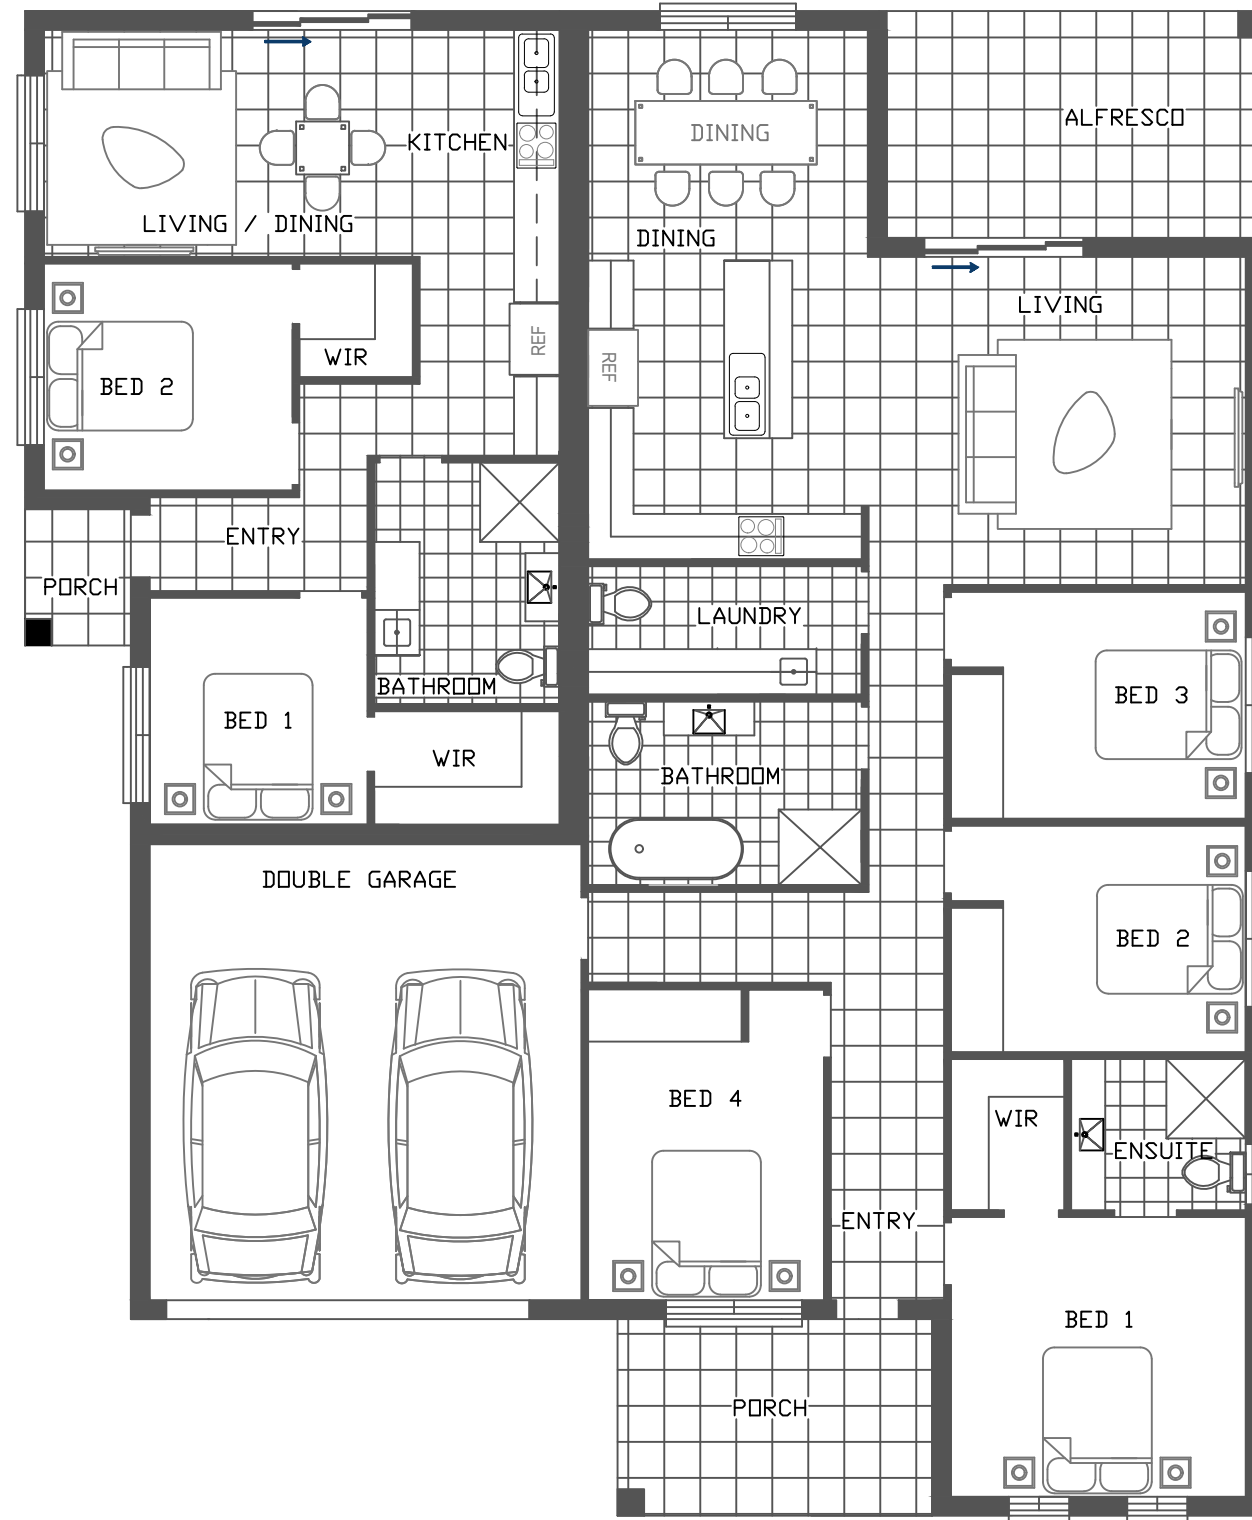 ALFRESCO
DINING
KITCHEN
LIVING / DINING
DINING
LIVING
REF
WIR
REF
BED 2
ENTRY
PORCH
LAUNDRY
BATHROOM
BED 3
BED 1
WIR
BATHROOM
DOUBLE GARAGE
BED 2
BED 4
WIR
ENSUITE
ENTRY
BED 1
PORCH